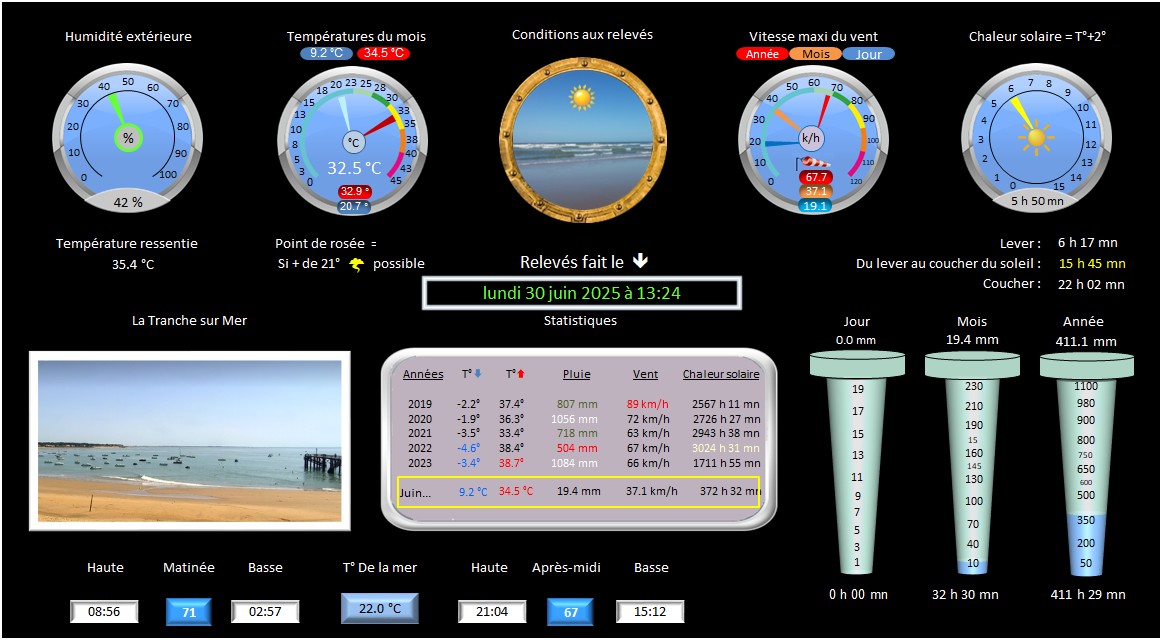 Humidité extérieure
Températures du mois
9.2 °C 34.5 °C
Conditions aux relevés
Vitesse maxi du vent
Année Mois Jour
Chaleur solaire = T°+2°
0 10 20 30 40 50 60 70 80 90 100
%
42 %
0 3 5 8 10 13 15 18 20 23 25 28 30 33 35 38 40 43 45
°C
32.5 °C
32.9 °
20.7 °
0 10 20 30 40 50 60 70 80 90 100 110 120
k/h
67.7
37.1
19.1
0 1 2 3 4 5 6 7 8 9 10 11 12 13 14 15
5 h 50 mn
Température ressentie
35.4 °C
Point de rosée =
Si + de 21° possible
Relevés fait le
lundi 30 juin 2025 à 13:24
Lever : 6 h 17 mn
Du lever au coucher du soleil : 15 h 45 mn
Coucher : 22 h 02 mn
La Tranche sur Mer
Statistiques
Années T° T° Pluie Vent Chaleur solaire
2019 -2.2° 37.4° 807 mm 89 km/h 2567 h 11 mn
2020 -1.9° 36.3° 1056 mm 72 km/h 2726 h 27 mn
2021 -3.5° 33.4° 718 mm 63 km/h 2943 h 38 mn
2022 -4.6° 38.4° 504 mm 67 km/h 3024 h 31 mn
2023 -3.4° 38.7° 1084 mm 66 km/h 1711 h 55 mn
Juin... 9.2 °C 34.5 °C 19.4 mm 37.1 km/h 372 h 32 mn
Jour
0.0 mm
19
17
15
13
11
9
7
5
3
1
0 h 00 mn
Mois
19.4 mm
230
210
190
15
160
145
130
100
70
40
10
32 h 30 mn
Année
411.1 mm
1100
980
900
800
750
650
600
500
350
200
50
411 h 29 mn
Haute Matinée Basse
08:56 71 02:57
T° De la mer
22.0 °C
Haute Après-midi Basse
21:04 67 15:12